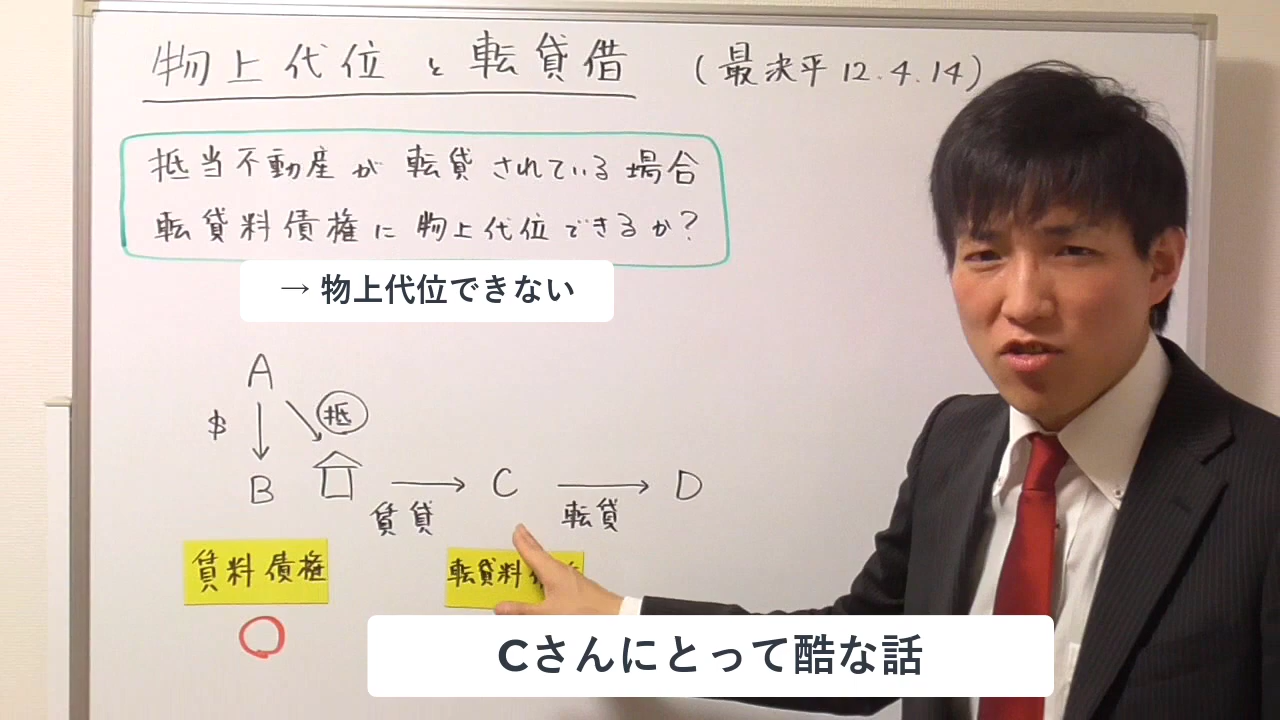 物上代位と転貸借 (最決平12.4.14)
抵当不動産が転貸されている場合
転貸料債権に物上代位できるか?
→ 物上代位できない
A
$ 抵
B C D
賃貸 転貸
賃料債権 転貸料
Cさんにとって酷な話